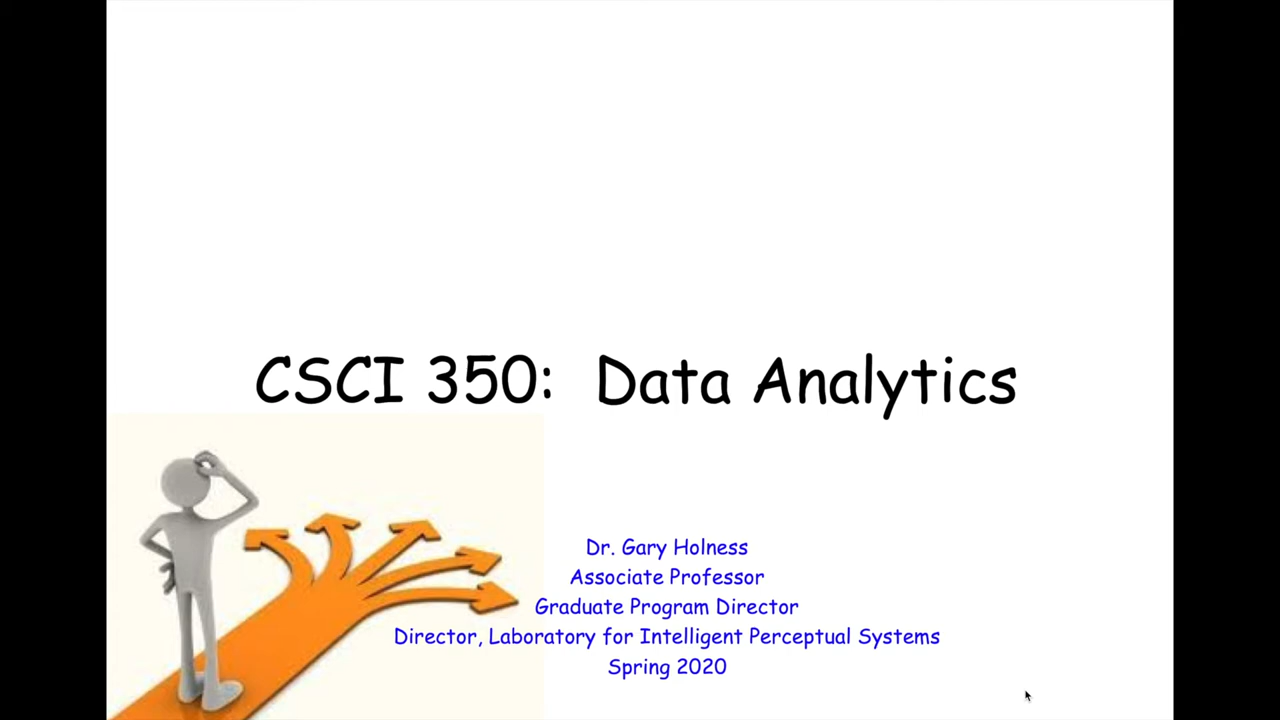 CSCI 350: Data Analytics
Dr. Gary Holness
Associate Professor
Graduate Program Director
Director, Laboratory for Intelligent Perceptual Systems
Spring 2020